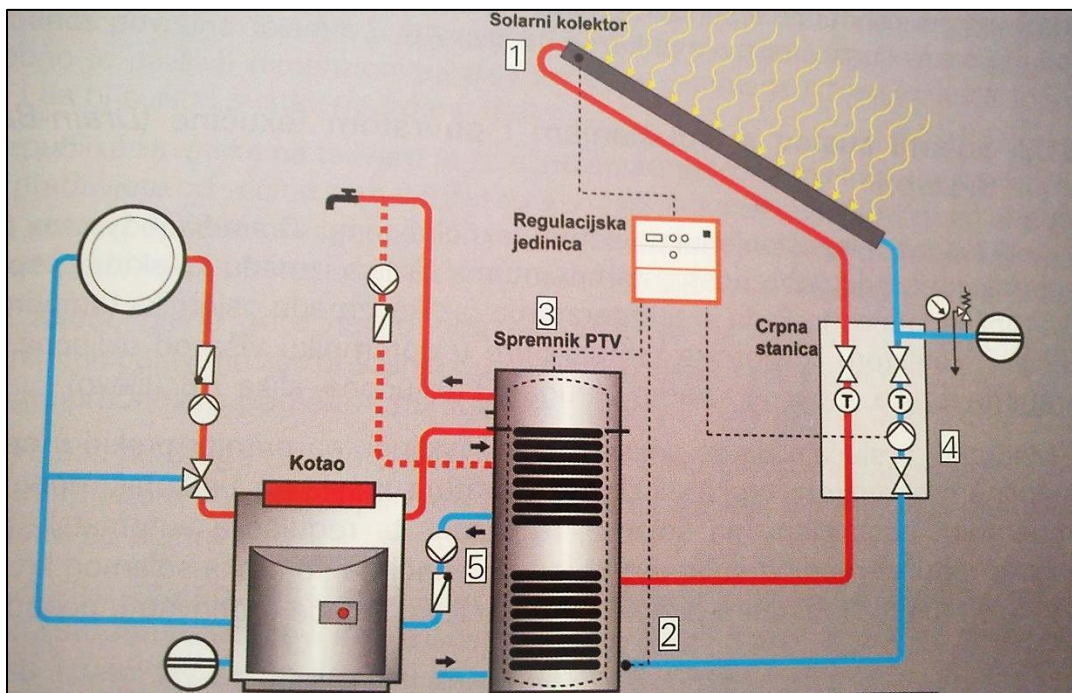 Solarni kolektor
1
Regulacijska
jedinica
3
Spremnik PTV
Crpna
stanica
T
T
4
Kotao
5
2